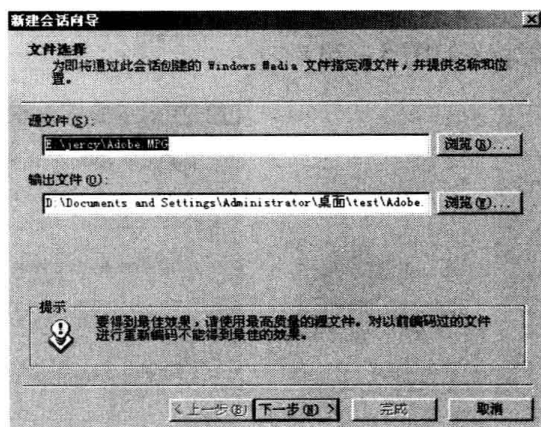 新建会话向导
文件选择
为即将通过此会话创建的 Windows Media 文件指定源文件，并提供名称和位
置。
源文件(S):
E:\jercy\Adobe.MPG
浏览(R)...
输出文件(O):
D:\Documents and Settings\Administrator\桌面\test\Adobe.
浏览(W)...
提示
要得到最佳效果，请使用最高质量的源文件。对以前编码过的文件
进行重新编码不能得到最佳的效果。
< 上一步(B) 下一步(N) > 完成 取消